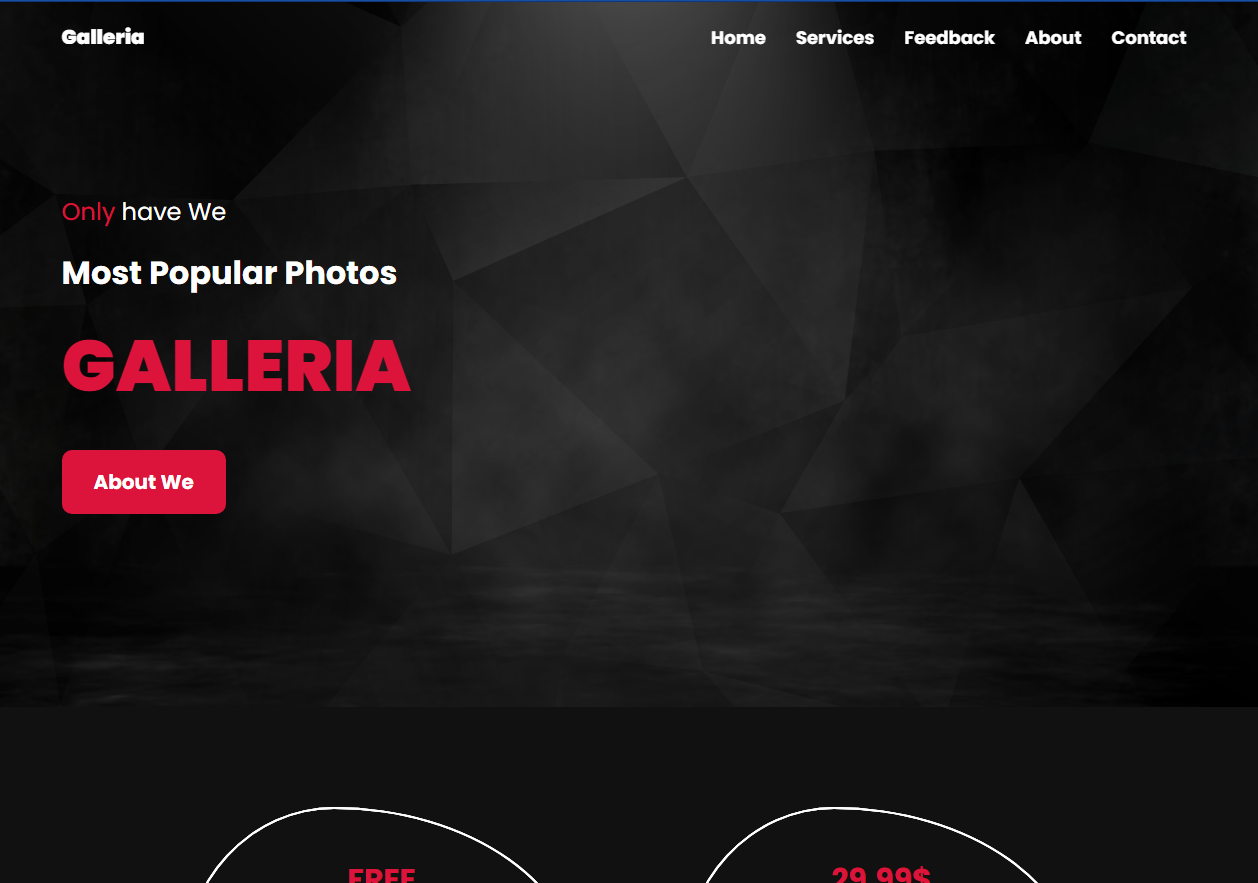 Galleria
Home Services Feedback About Contact
Only have We
Most Popular Photos
GALLERIA
About We
FREE
29.99$